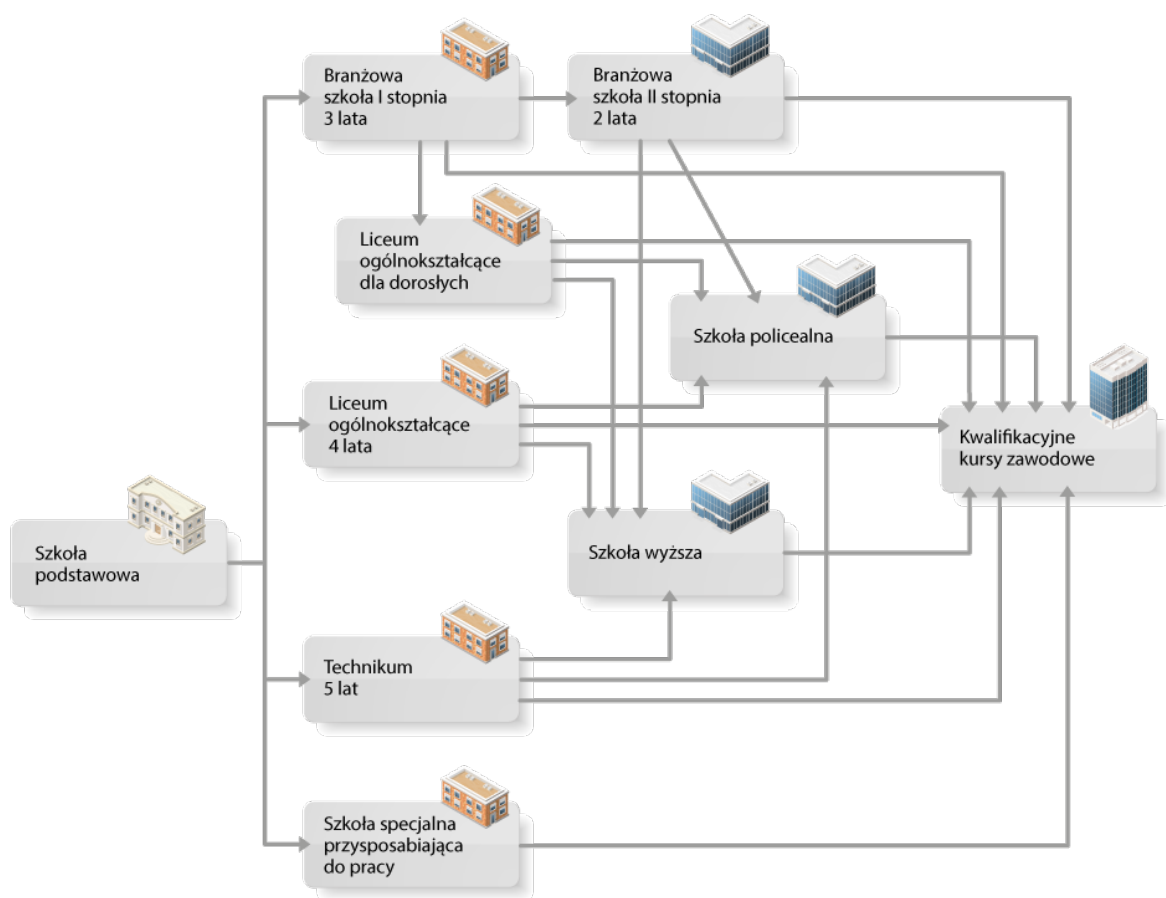 Branżowa
szkoła I stopnia
3 lata
Branżowa
szkoła II stopnia
2 lata
Liceum
ogólnokształcące
dla dorosłych
Szkoła policealna
Liceum
ogólnokształcące
4 lata
Kwalifikacyjne
kursy zawodowe
Szkoła
podstawowa
Szkoła wyższa
Technikum
5 lat
Szkoła specjalna
przysposabiająca
do pracy